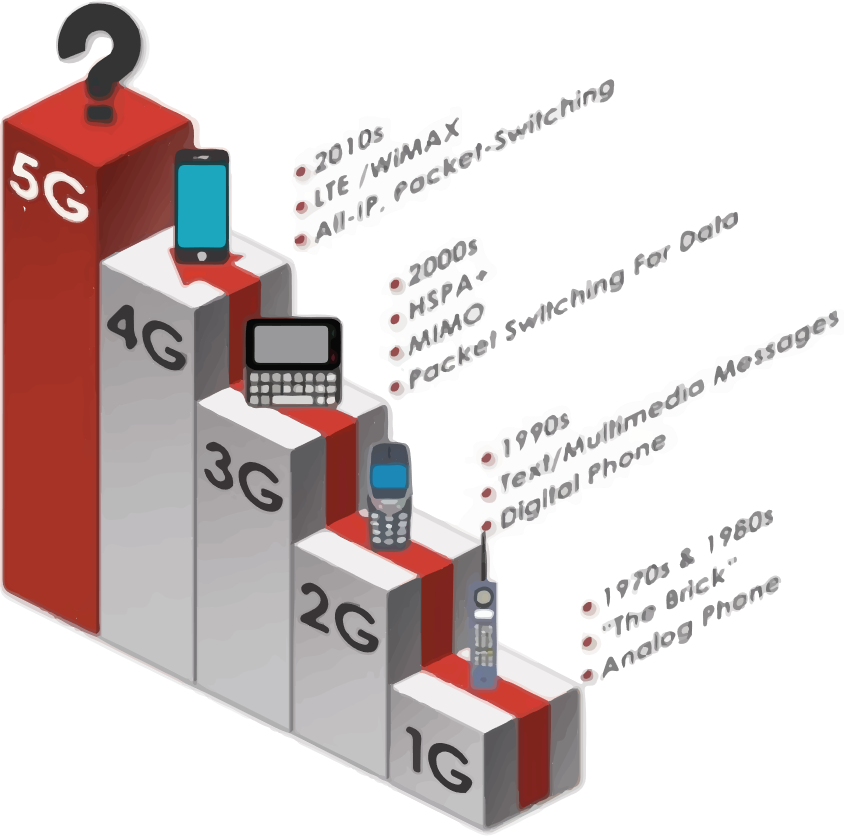 ?
5G
2010s
LTE /WiMAX
All-IP, Packet-Switching
4G
2000s
HSPA+
MIMO
Packet Switching For Data
3G
1990s
Text/Multimedia Messages
Digital Phone
2G
1970s & 1980s
"The Brick"
Analog Phone
1G